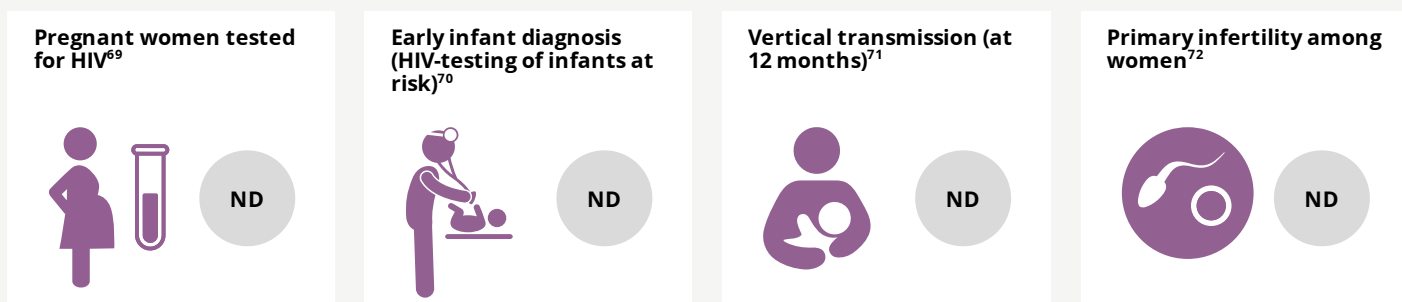 Pregnant women tested
for HIV69
ND
Early infant diagnosis
(HIV-testing of infants at
risk)70
ND
Vertical transmission (at
12 months)71
ND
Primary infertility among
women72
ND